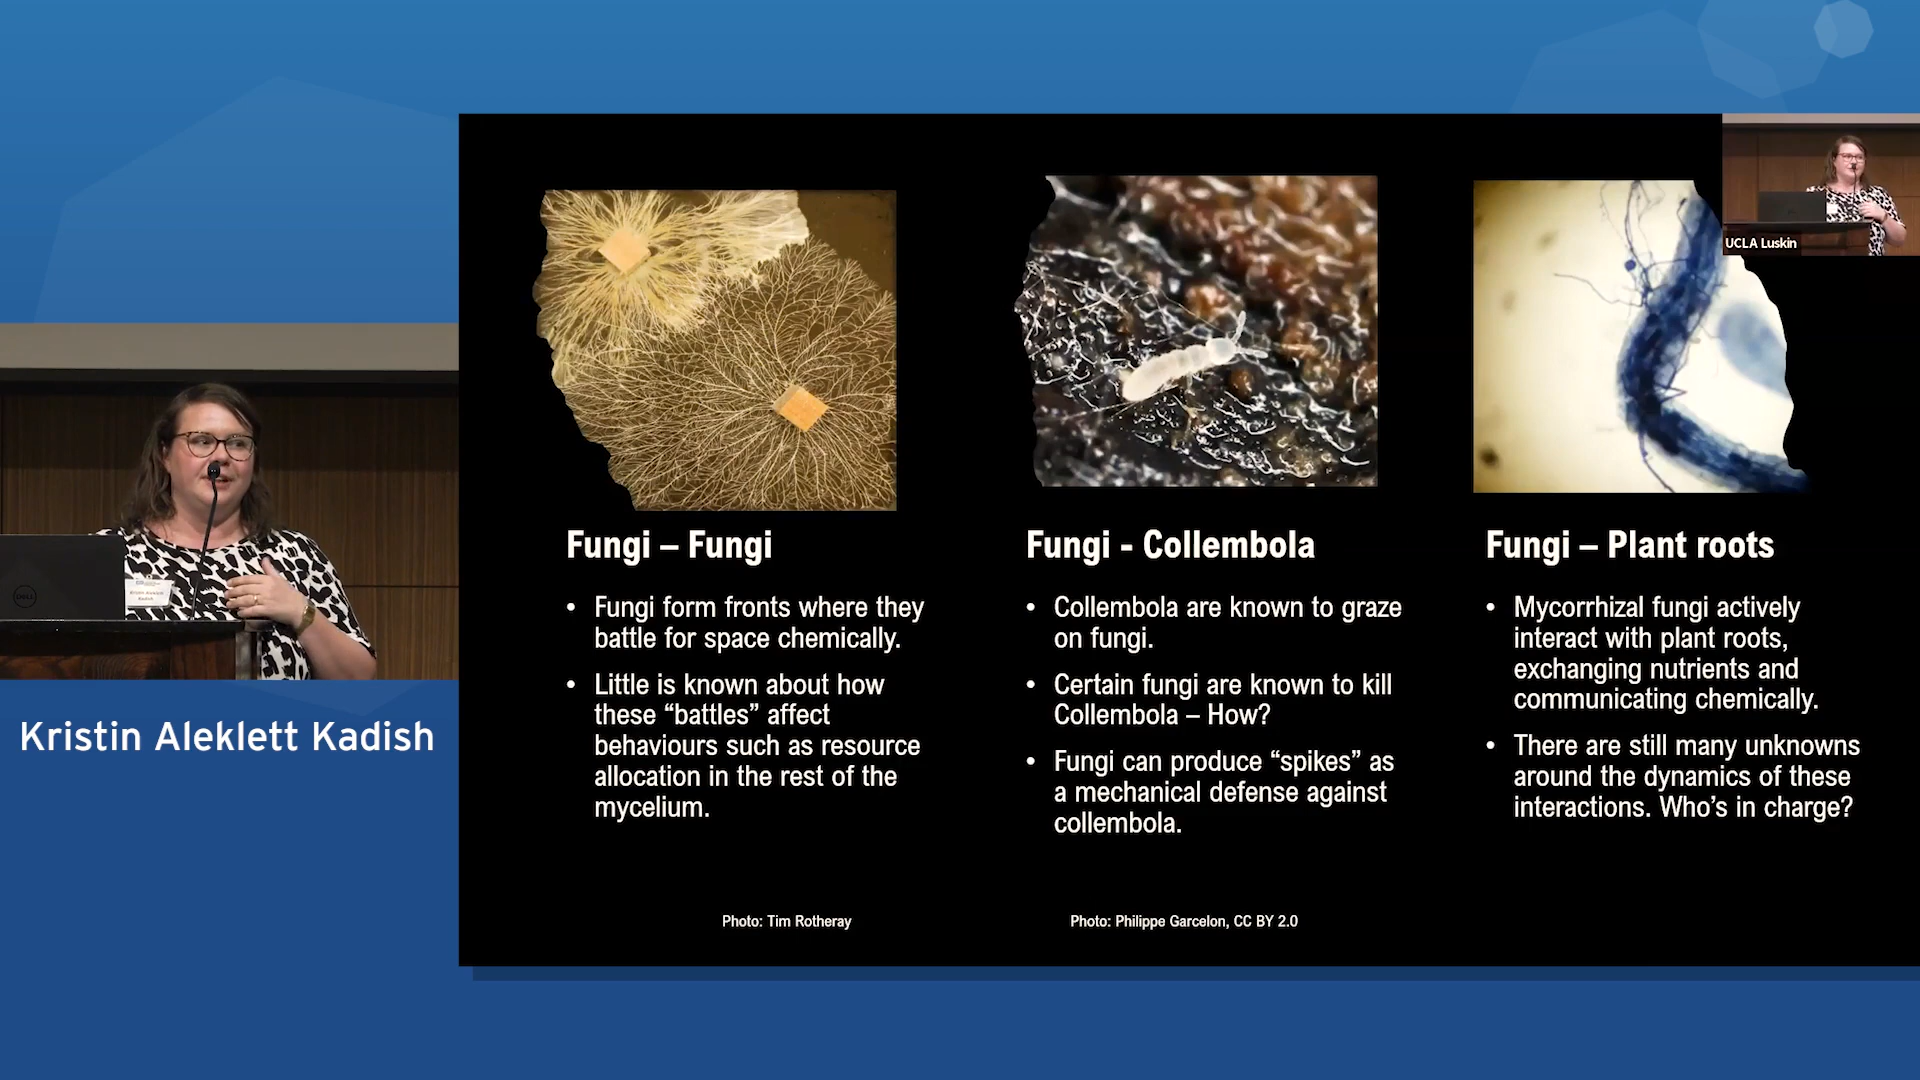 UCLA Luskin
Fungi – Fungi
• Fungi form fronts where they
battle for space chemically.
• Little is known about how
these “battles” affect
behaviours such as resource
allocation in the rest of the
mycelium.
Photo: Tim Rotheray
Fungi - Collembola
• Collembola are known to graze
on fungi.
• Certain fungi are known to kill
Collembola – How?
• Fungi can produce “spikes” as
a mechanical defense against
collembola.
Photo: Philippe Garcelon, CC BY 2.0
Fungi – Plant roots
• Mycorrhizal fungi actively
interact with plant roots,
exchanging nutrients and
communicating chemically.
• There are still many unknowns
around the dynamics of these
interactions. Who’s in charge?
DELL
Kristin Aleklett
Kadish
Kristin Aleklett Kadish